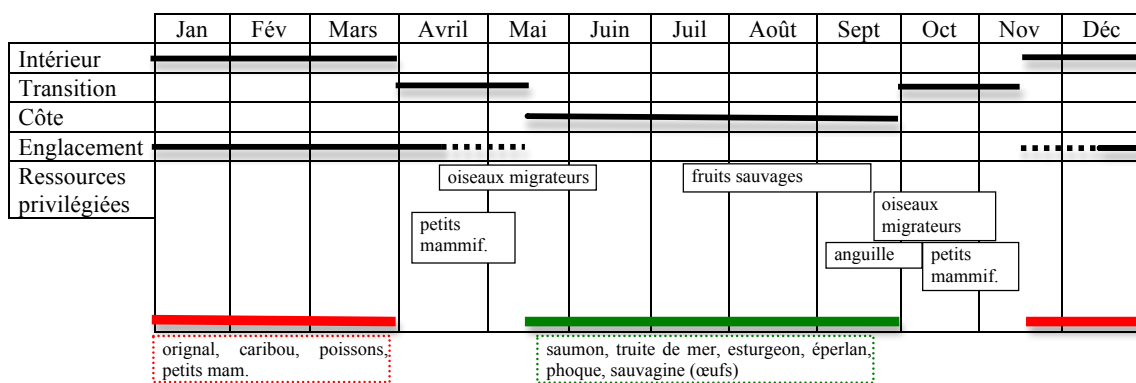 Jan Fév Mars Avril Mai Juin Juil Août Sept Oct Nov Déc
Intérieur
Transition
Côte
Englacement
Ressources
privilégiées
oiseaux migrateurs
fruits sauvages
petits
mammif.
oiseaux
migrateurs
anguille
petits
mammif.
orignal, caribou, poissons,
petits mam.
saumon, truite de mer, esturgeon, éperlan,
phoque, sauvagine (œufs)